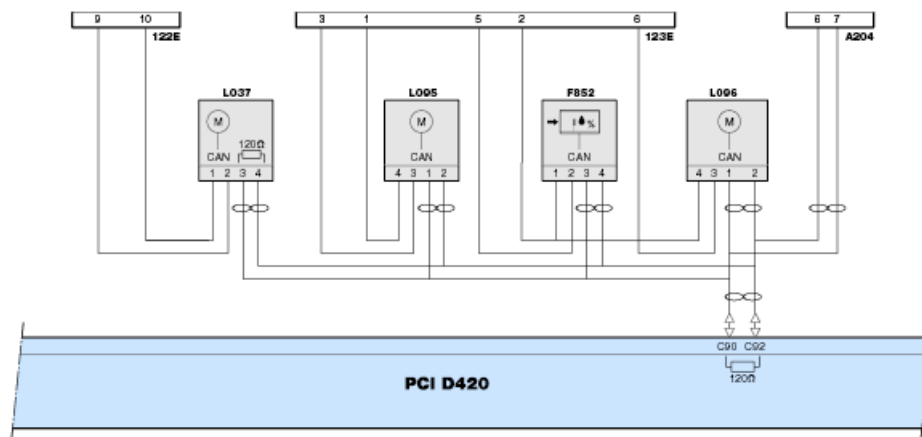 9 10 3 1 5 2 6 6 7
122E 123E A204
L037 L095 F852 L096
M M % M
120Ω
CAN CAN CAN CAN
1 2 3 4 4 3 1 2 1 2 3 4 4 3 1 2
C90 C92
PCI D420
120Ω